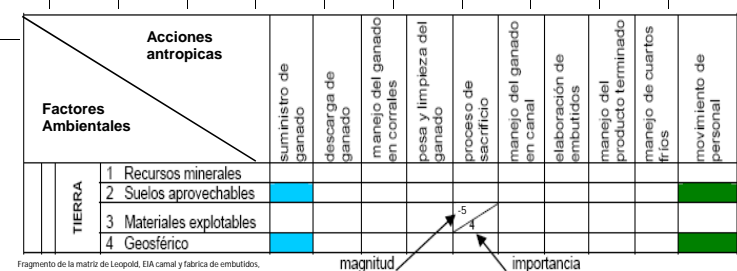 Acciones
antropicas
Factores
Ambientales
suministro de
ganado
descarga de
ganado
manejo del ganado
en corrales
pesa y limpieza del
ganado
proceso de
sacrificio
manejo del ganado
en canal
elaboración de
embutidos
manejo del
producto terminado
manejo de cuartos
fríos
movimiento de
personal
TIERRA
1 Recursos minerales
2 Suelos aprovechables
3 Materiales explotables
-5
4
4 Geosférico
Fragmento de la matriz de Leopold, EIA camal y fabrica de embutidos,
magnitud
importancia